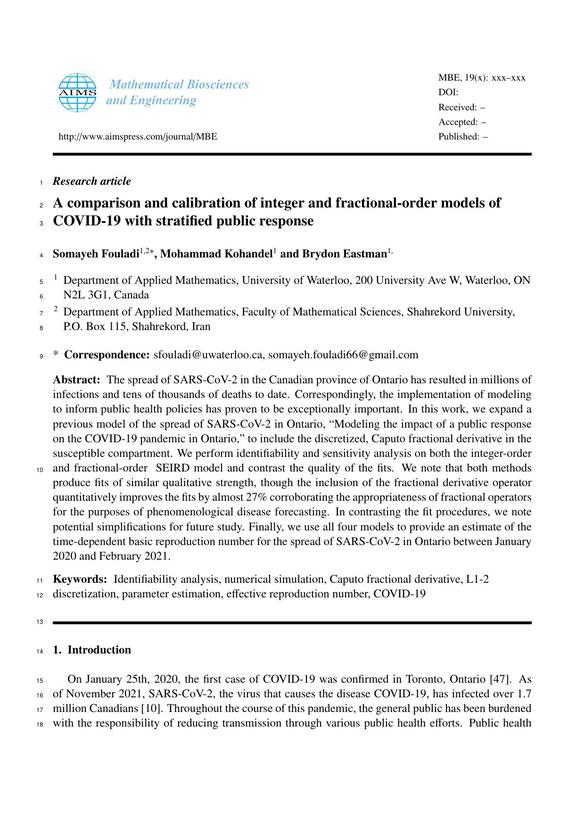 AIMS
Mathematical Biosciences
and Engineering
http://www.aimspress.com/journal/MBE
MBE, 19(x): xxx–xxx
DOI:
Received: –
Accepted: –
Published: –
1 Research article
2 A comparison and calibration of integer and fractional-order models of
3 COVID-19 with stratified public response
4 Somayeh Fouladi1,2*, Mohammad Kohandel1 and Brydon Eastman1,
5 1 Department of Applied Mathematics, University of Waterloo, 200 University Ave W, Waterloo, ON
6 N2L 3G1, Canada
7 2 Department of Applied Mathematics, Faculty of Mathematical Sciences, Shahrekord University,
8 P.O. Box 115, Shahrekord, Iran
9 * Correspondence: sfouladi@uwaterloo.ca, somayeh.fouladi66@gmail.com
Abstract: The spread of SARS-CoV-2 in the Canadian province of Ontario has resulted in millions of
infections and tens of thousands of deaths to date. Correspondingly, the implementation of modeling
to inform public health policies has proven to be exceptionally important. In this work, we expand a
previous model of the spread of SARS-CoV-2 in Ontario, “Modeling the impact of a public response
on the COVID-19 pandemic in Ontario,” to include the discretized, Caputo fractional derivative in the
susceptible compartment. We perform identifiability and sensitivity analysis on both the integer-order
10 and fractional-order SEIRD model and contrast the quality of the fits. We note that both methods
produce fits of similar qualitative strength, though the inclusion of the fractional derivative operator
quantitatively improves the fits by almost 27% corroborating the appropriateness of fractional operators
for the purposes of phenomenological disease forecasting. In contrasting the fit procedures, we note
potential simplifications for future study. Finally, we use all four models to provide an estimate of the
time-dependent basic reproduction number for the spread of SARS-CoV-2 in Ontario between January
2020 and February 2021.
11 Keywords: Identifiability analysis, numerical simulation, Caputo fractional derivative, L1-2
12 discretization, parameter estimation, effective reproduction number, COVID-19
13
14 1. Introduction
15 On January 25th, 2020, the first case of COVID-19 was confirmed in Toronto, Ontario [47]. As
16 of November 2021, SARS-CoV-2, the virus that causes the disease COVID-19, has infected over 1.7
17 million Canadians [10]. Throughout the course of this pandemic, the general public has been burdened
18 with the responsibility of reducing transmission through various public health efforts. Public health